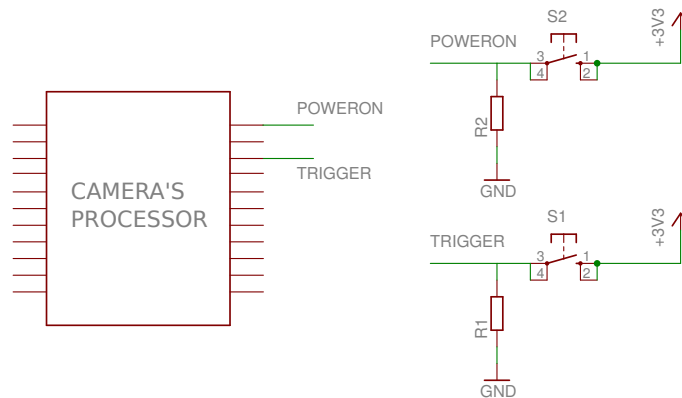 POWERON
TRIGGER
CAMERA'S
PROCESSOR
S2
POWERON
3
4
1
2
+3V3
R2
GND
S1
TRIGGER
3
4
1
2
+3V3
R1
GND